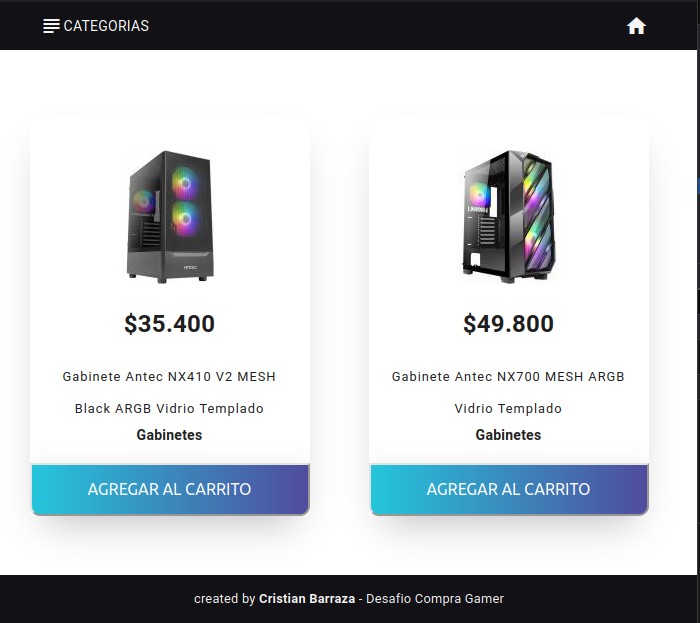 CATEGORIAS
$35.400
Gabinete Antec NX410 V2 MESH
Black ARGB Vidrio Templado
Gabinetes
AGREGAR AL CARRITO
$49.800
Gabinete Antec NX700 MESH ARGB
Vidrio Templado
Gabinetes
AGREGAR AL CARRITO
created by Cristian Barraza - Desafio Compra Gamer